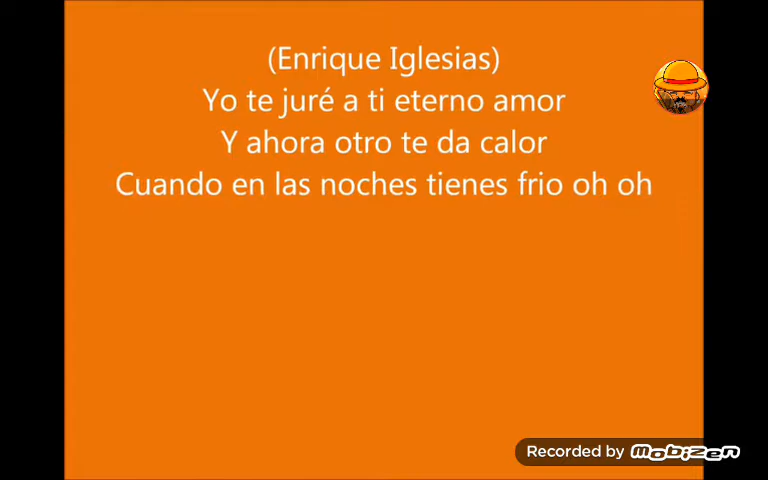 (Enrique Iglesias)
Yo te juré a ti eterno amor
Y ahora otro te da calor
Cuando en las noches tienes frio oh oh
Recorded by Mobizen